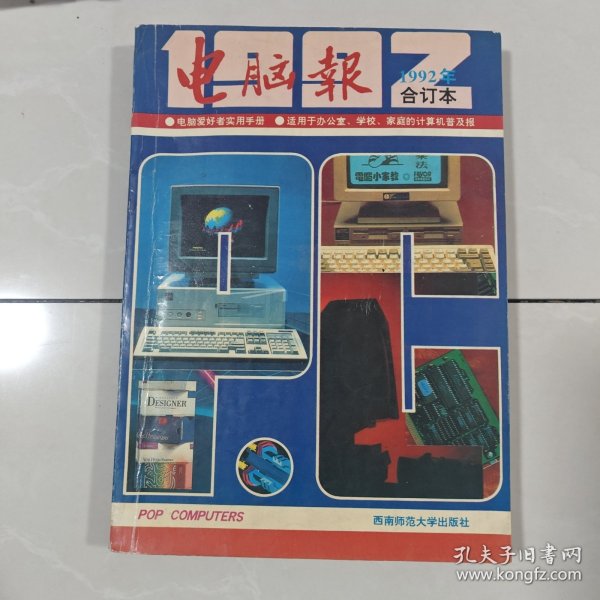 1992
电脑報
1992年
合订本
●电脑爱好者实用手册 ●适用于办公室、学校、家庭的计算机普及报
電腦小家教
DESIGNER
POP COMPUTERS
西南师范大学出版社
孔夫子旧书网
www.kongfz.com